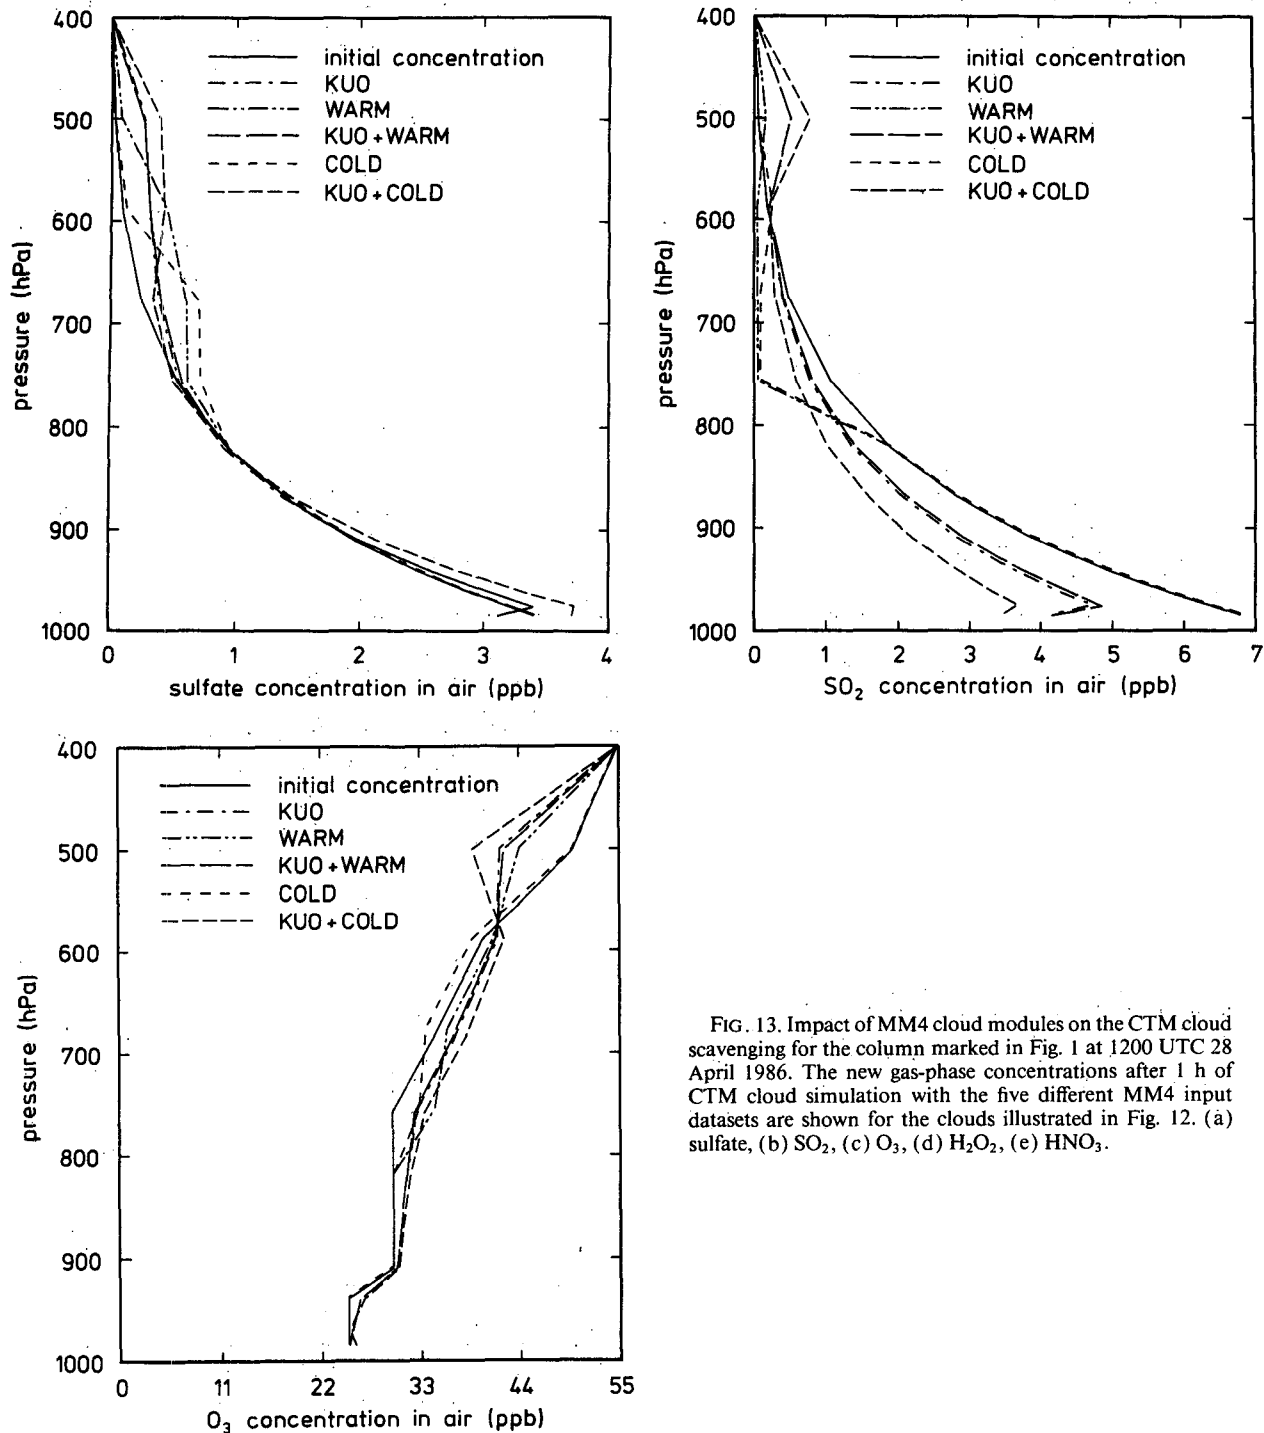 400
500
600
700
800
900
1000
pressure (hPa)
initial concentration
KUO
WARM
KUO+WARM
COLD
KUO+COLD
0 1 2 3 4
sulfate concentration in air (ppb)
400
500
600
700
800
900
1000
pressure (hPa)
initial concentration
KUO
WARM
KUO+WARM
COLD
KUO+COLD
0 1 2 3 4 5 6 7
SO₂ concentration in air (ppb)
400
500
600
700
800
900
1000
pressure (hPa)
initial concentration
KUO
WARM
KUO+WARM
COLD
KUO+COLD
0 11 22 33 44 55
O₃ concentration in air (ppb)
FIG. 13. Impact of MM4 cloud modules on the CTM cloud
scavenging for the column marked in Fig. 1 at 1200 UTC 28
April 1986. The new gas-phase concentrations after 1 h of
CTM cloud simulation with the five different MM4 input
datasets are shown for the clouds illustrated in Fig. 12. (a)
sulfate, (b) SO₂, (c) O₃, (d) H₂O₂, (e) HNO₃.